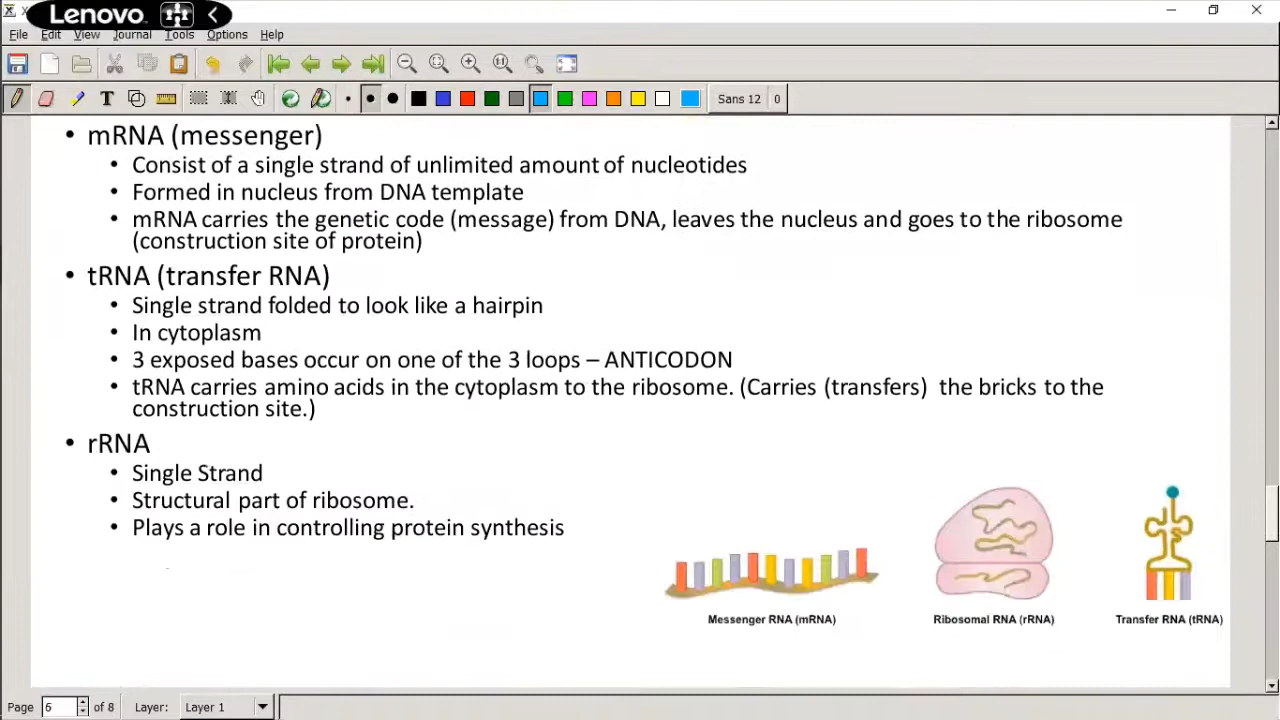 Lenovo
File Edit View Journal Tools Options Help
Sans 12 0
• mRNA (messenger)
• Consist of a single strand of unlimited amount of nucleotides
• Formed in nucleus from DNA template
• mRNA carries the genetic code (message) from DNA, leaves the nucleus and goes to the ribosome
(construction site of protein)
• tRNA (transfer RNA)
• Single strand folded to look like a hairpin
• In cytoplasm
• 3 exposed bases occur on one of the 3 loops – ANTICODON
• tRNA carries amino acids in the cytoplasm to the ribosome. (Carries (transfers) the bricks to the
construction site.)
• rRNA
• Single Strand
• Structural part of ribosome.
• Plays a role in controlling protein synthesis
Messenger RNA (mRNA) Ribosomal RNA (rRNA) Transfer RNA (tRNA)
Page 6 of 8 Layer: Layer 1